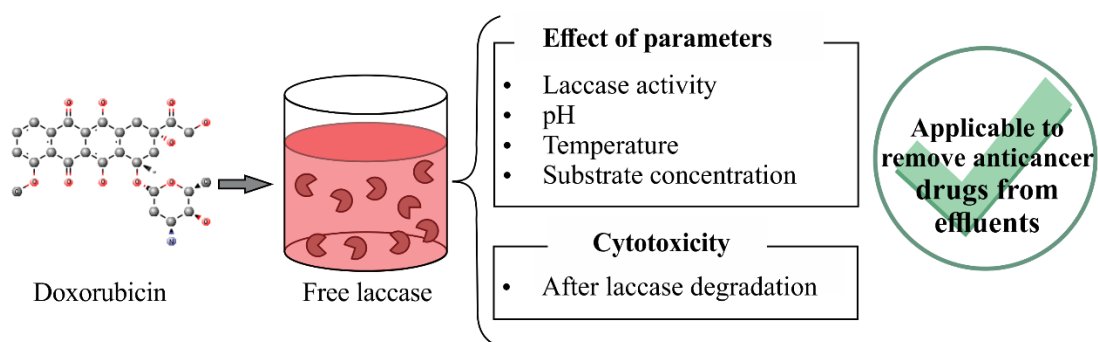 Doxorubicin
Free laccase
Effect of parameters
• Laccase activity
• pH
• Temperature
• Substrate concentration
Cytotoxicity
• After laccase degradation
Applicable to
remove anticancer
drugs from
effluents